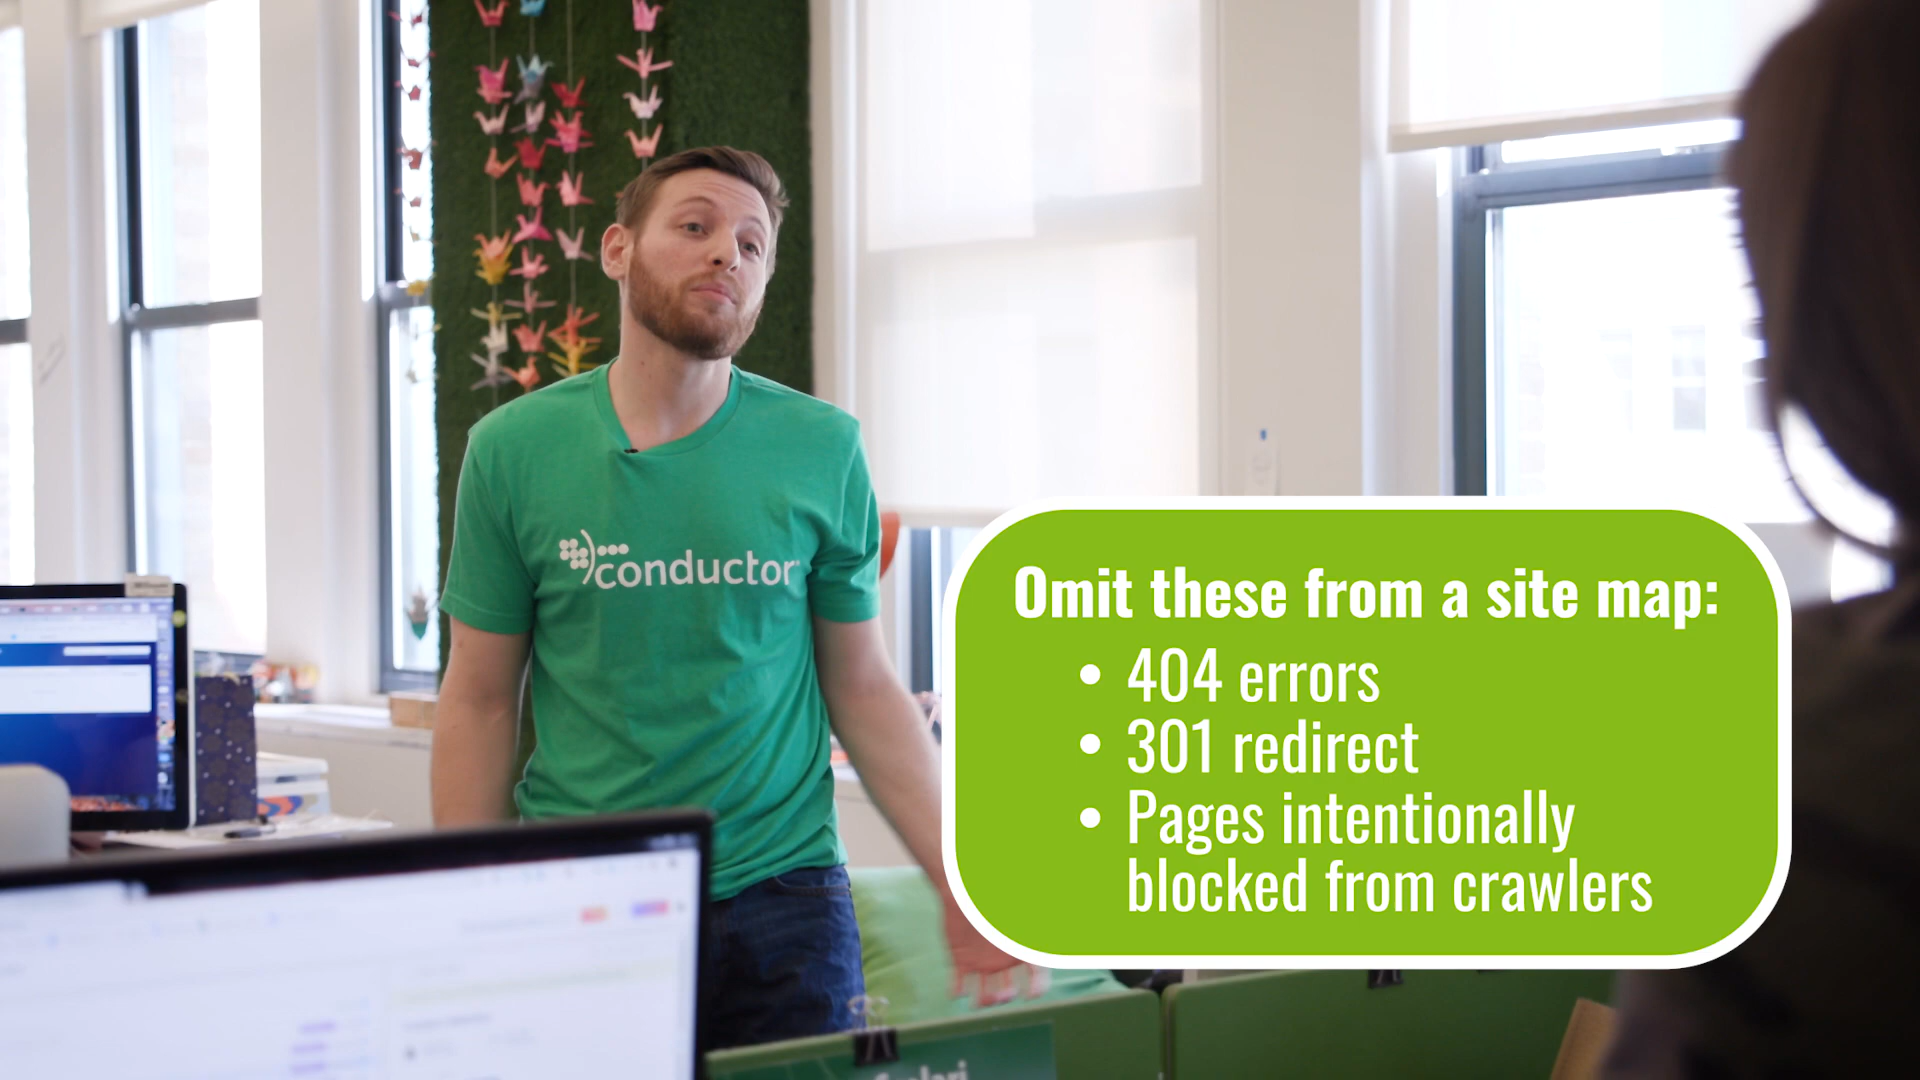 conductor
Omit these from a site map:
• 404 errors
• 301 redirect
• Pages intentionally
blocked from crawlers